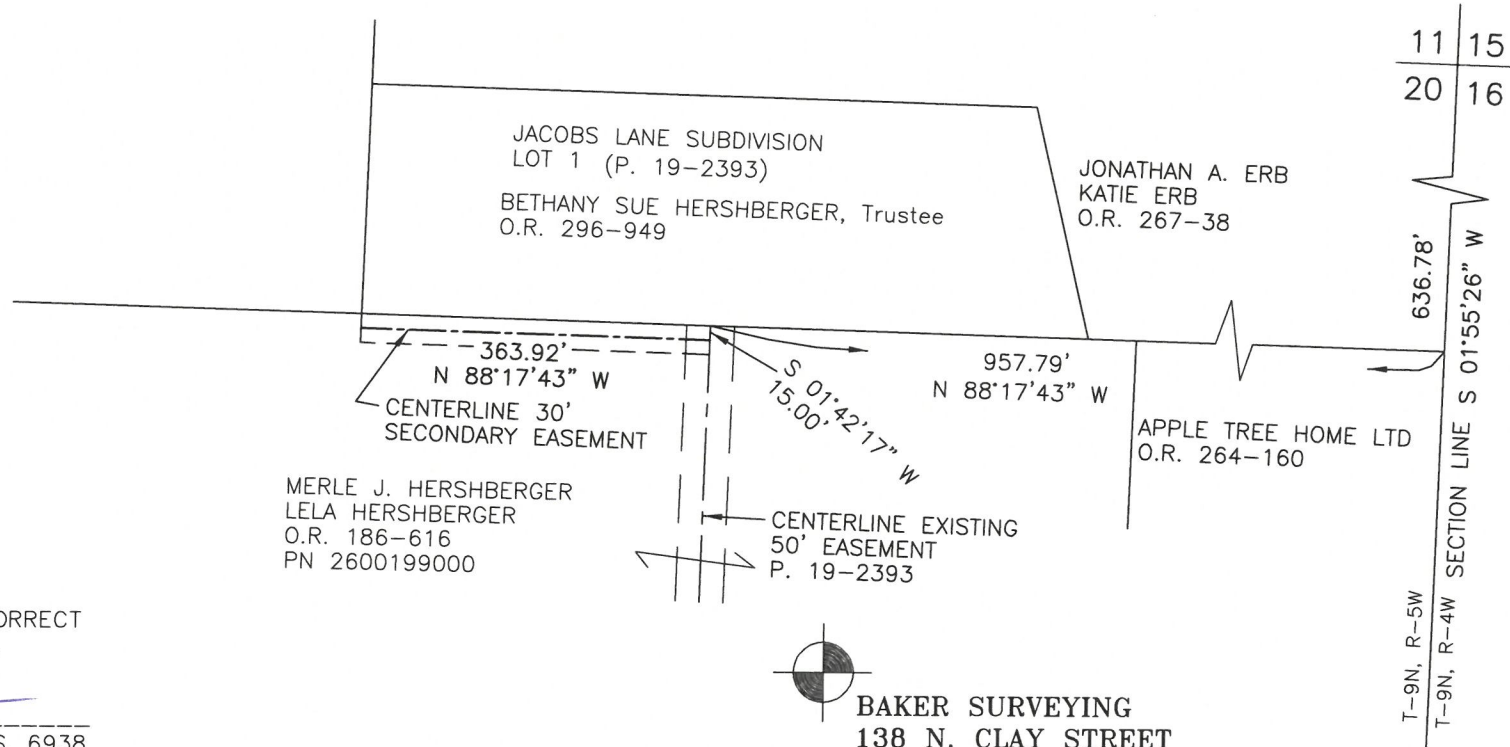 11 15
20 16
JACOBS LANE SUBDIVISION
LOT 1 (P. 19-2393)
BETHANY SUE HERSHBERGER, Trustee
O.R. 296-949
JONATHAN A. ERB
KATIE ERB
O.R. 267-38
636.78'
SECTION LINE S 01°55'26" W
363.92'
N 88°17'43" W
CENTERLINE 30'
SECONDARY EASEMENT
S 01°42'17" W
15.00'
957.79'
N 88°17'43" W
APPLE TREE HOME LTD
O.R. 264-160
MERLE J. HERSHBERGER
LELA HERSHBERGER
O.R. 186-616
PN 2600199000
CENTERLINE EXISTING
50' EASEMENT
P. 19-2393
T-9N, R-5W
T-9N, R-4W
ORRECT
S 6938
BAKER SURVEYING
138 N. CLAY STREET